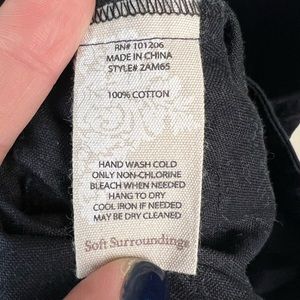 RN# 101206
MADE IN CHINA
STYLE# 2AM65
100% COTTON
HAND WASH COLD
ONLY NON-CHLORINE
BLEACH WHEN NEEDED
HANG TO DRY
COOL IRON IF NEEDED
MAY BE DRY CLEANED
Soft Surroundings